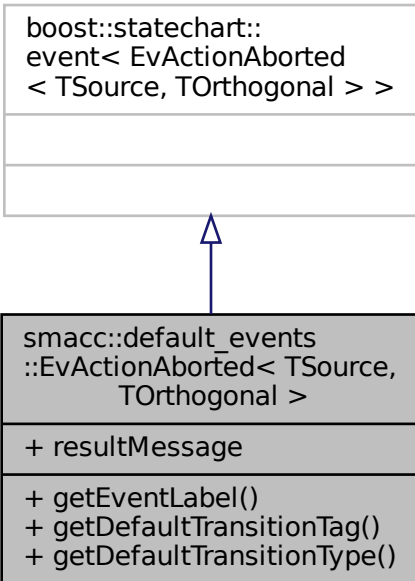 boost::statechart::
event< EvActionAborted
< TSource, TOrthogonal > >
smacc::default_events
::EvActionAborted< TSource,
TOrthogonal >
+ resultMessage
+ getEventLabel()
+ getDefaultTransitionTag()
+ getDefaultTransitionType()